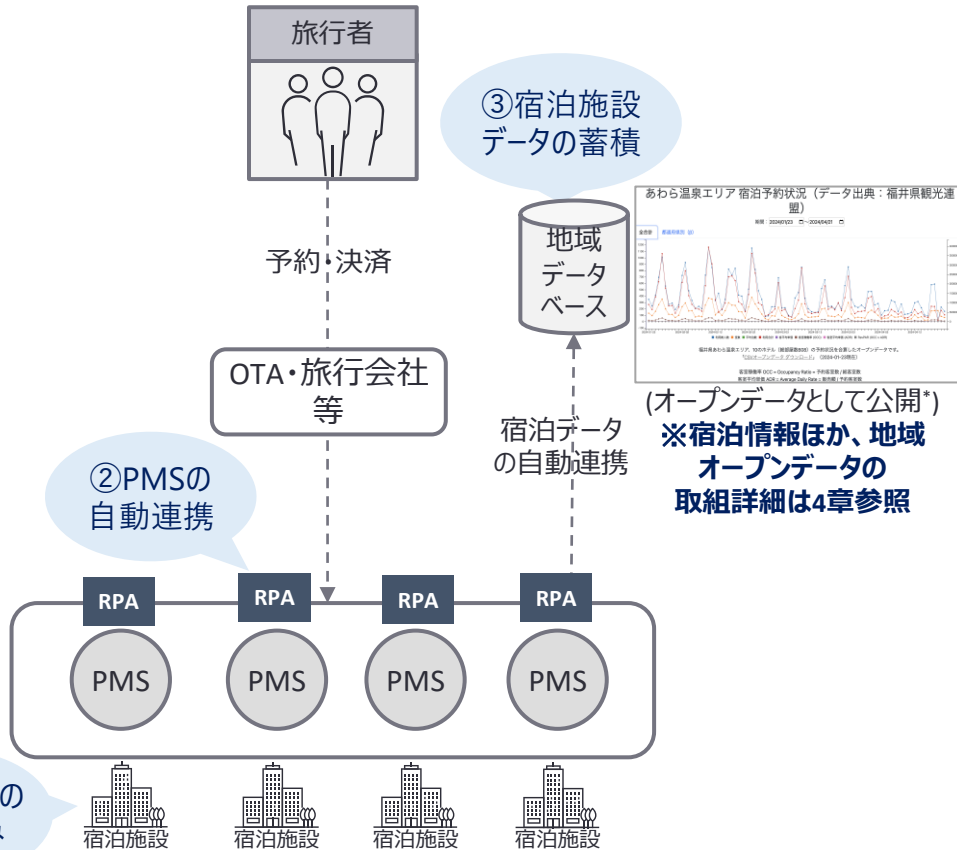 旅行者
③宿泊施設
データの蓄積
あわら温泉エリア 宿泊予約状況（データ出典：福井県観光連
盟）
地域
データ
ベース
予約・決済
OTA・旅行会社
等
宿泊データ
の自動連携
(オープンデータとして公開*)
※宿泊情報ほか、地域
オープンデータの
取組詳細は4章参照
②PMSの
自動連携
RPA
RPA
RPA
RPA
PMS
PMS
PMS
PMS
の
宿泊施設
宿泊施設
宿泊施設
宿泊施設